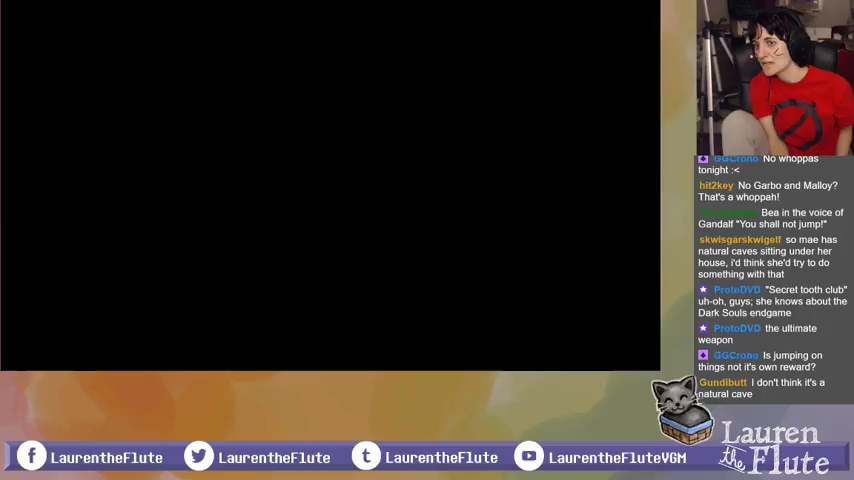 GGCrono No whoppas
tonight :<
hit2key No Garbo and Malloy?
That's a whoppah!
Bea in the voice of
Gandalf "You shall not jump!"
skwisgarskwigelf so mae has
natural caves sitting under her
house, i'd think she'd try to do
something with that
ProtoDVD "Secret tooth club"
uh-oh, guys; she knows about the
Dark Souls endgame
ProtoDVD the ultimate
weapon
GGCrono Is jumping on
things not it's own reward?
Gundibutt I don't think it's a
natural cave
LaurentheFlute
LaurentheFlute
LaurentheFlute
LaurentheFluteVGM
Lauren
the Flute